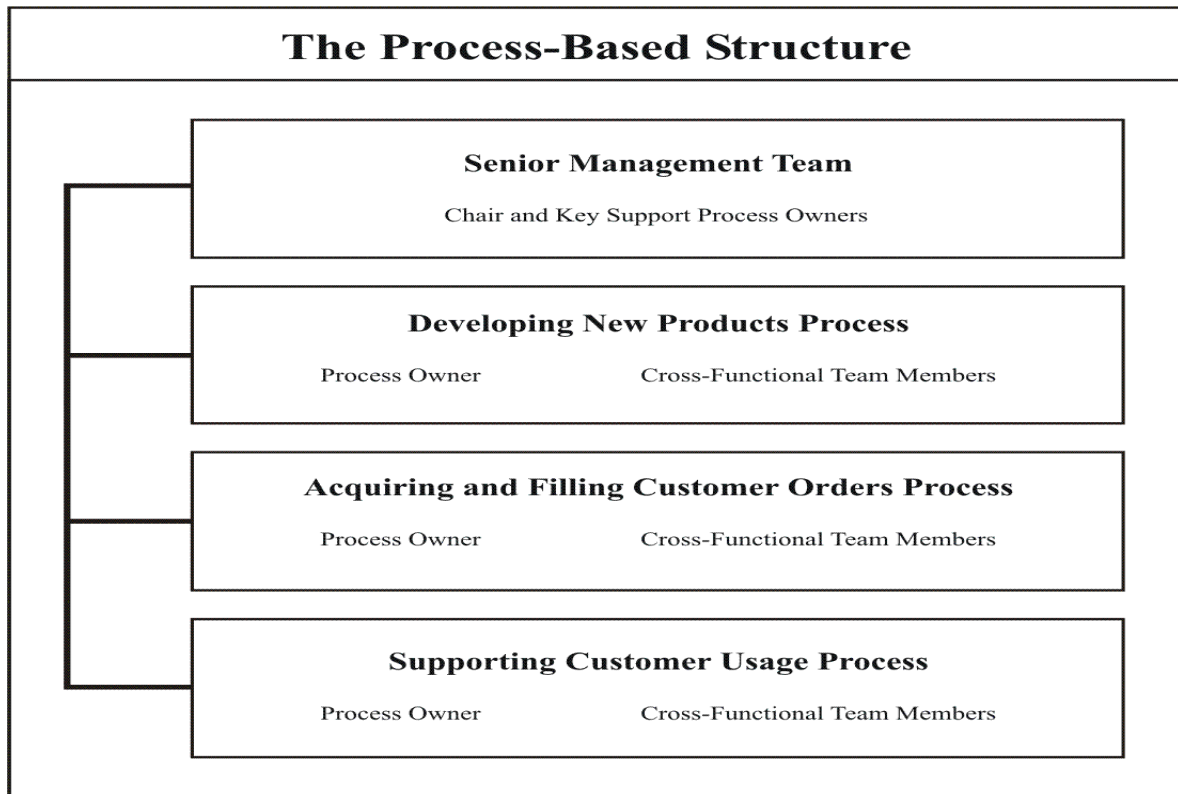 The Process-Based Structure
Senior Management Team
Chair and Key Support Process Owners
Developing New Products Process
Process Owner Cross-Functional Team Members
Acquiring and Filling Customer Orders Process
Process Owner Cross-Functional Team Members
Supporting Customer Usage Process
Process Owner Cross-Functional Team Members